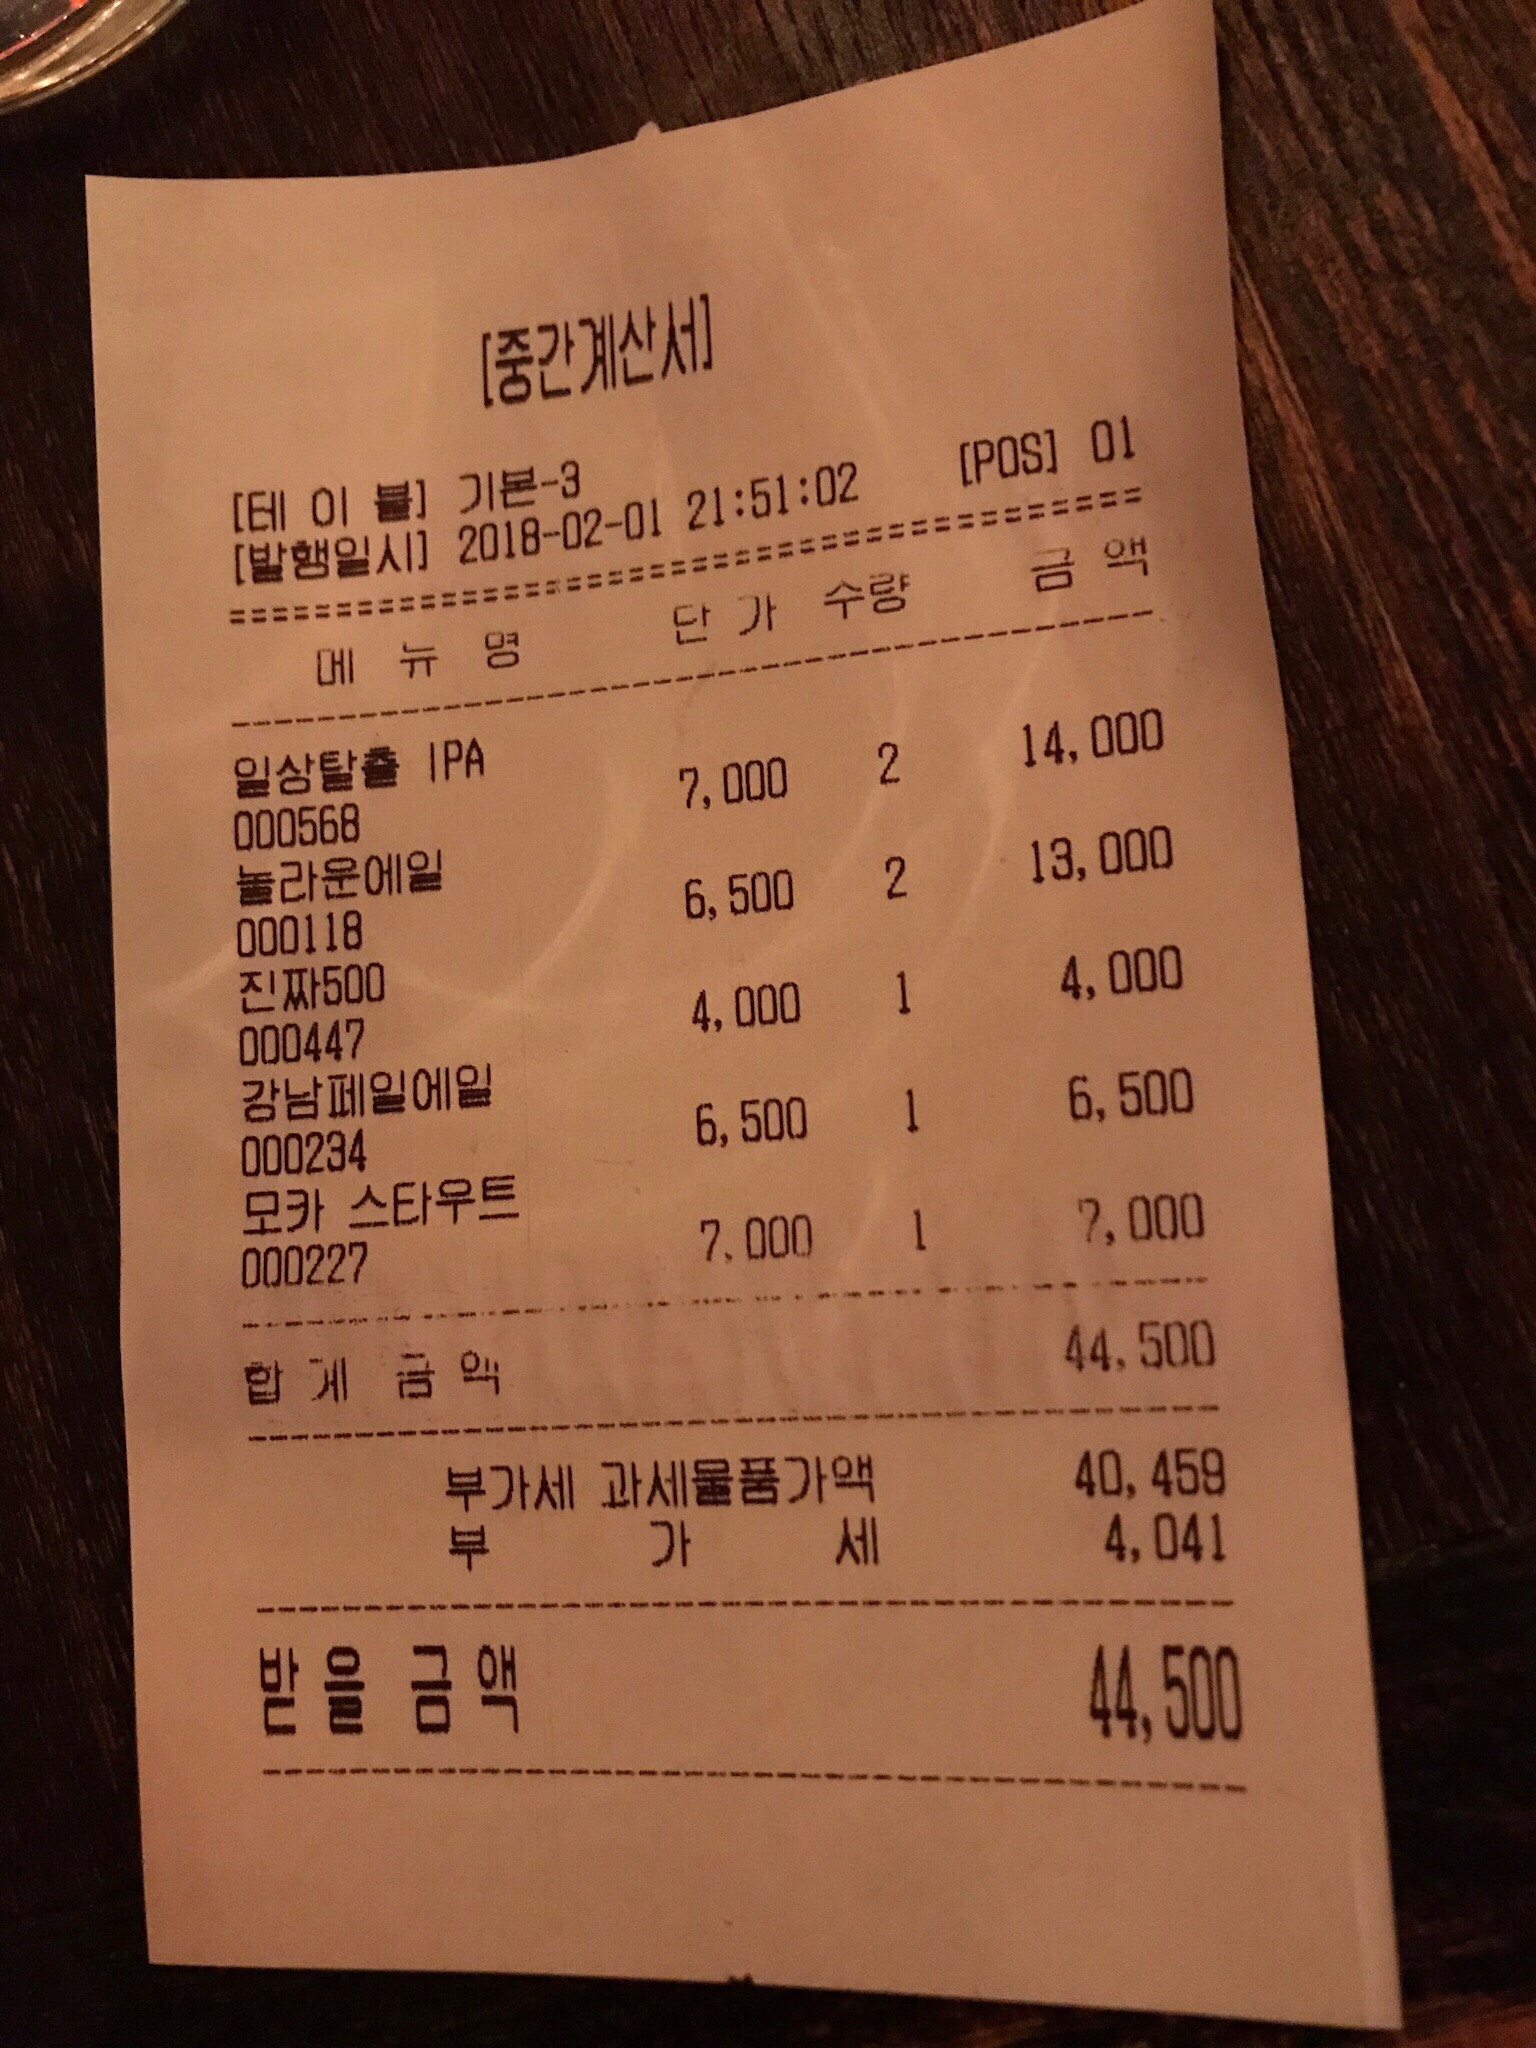 [중간계산서]
[테 이 블] 기본-3
[발행일시] 2018-02-01 21:51:02 [POS] 01
========================================
메 뉴 명 단 가 수량 금 액
일상탈출 IPA
000568 7,000 2 14,000
놀라운에일
000118 6,500 2 13,000
진짜500
000447 4,000 1 4,000
강남페일에일
000234 6,500 1 6,500
모카 스타우트
000227 7,000 1 7,000
합 계 금 액 44,500
부가세 과세물품가액 40,459
부 가 세 4,041
받 을 금 액 44,500